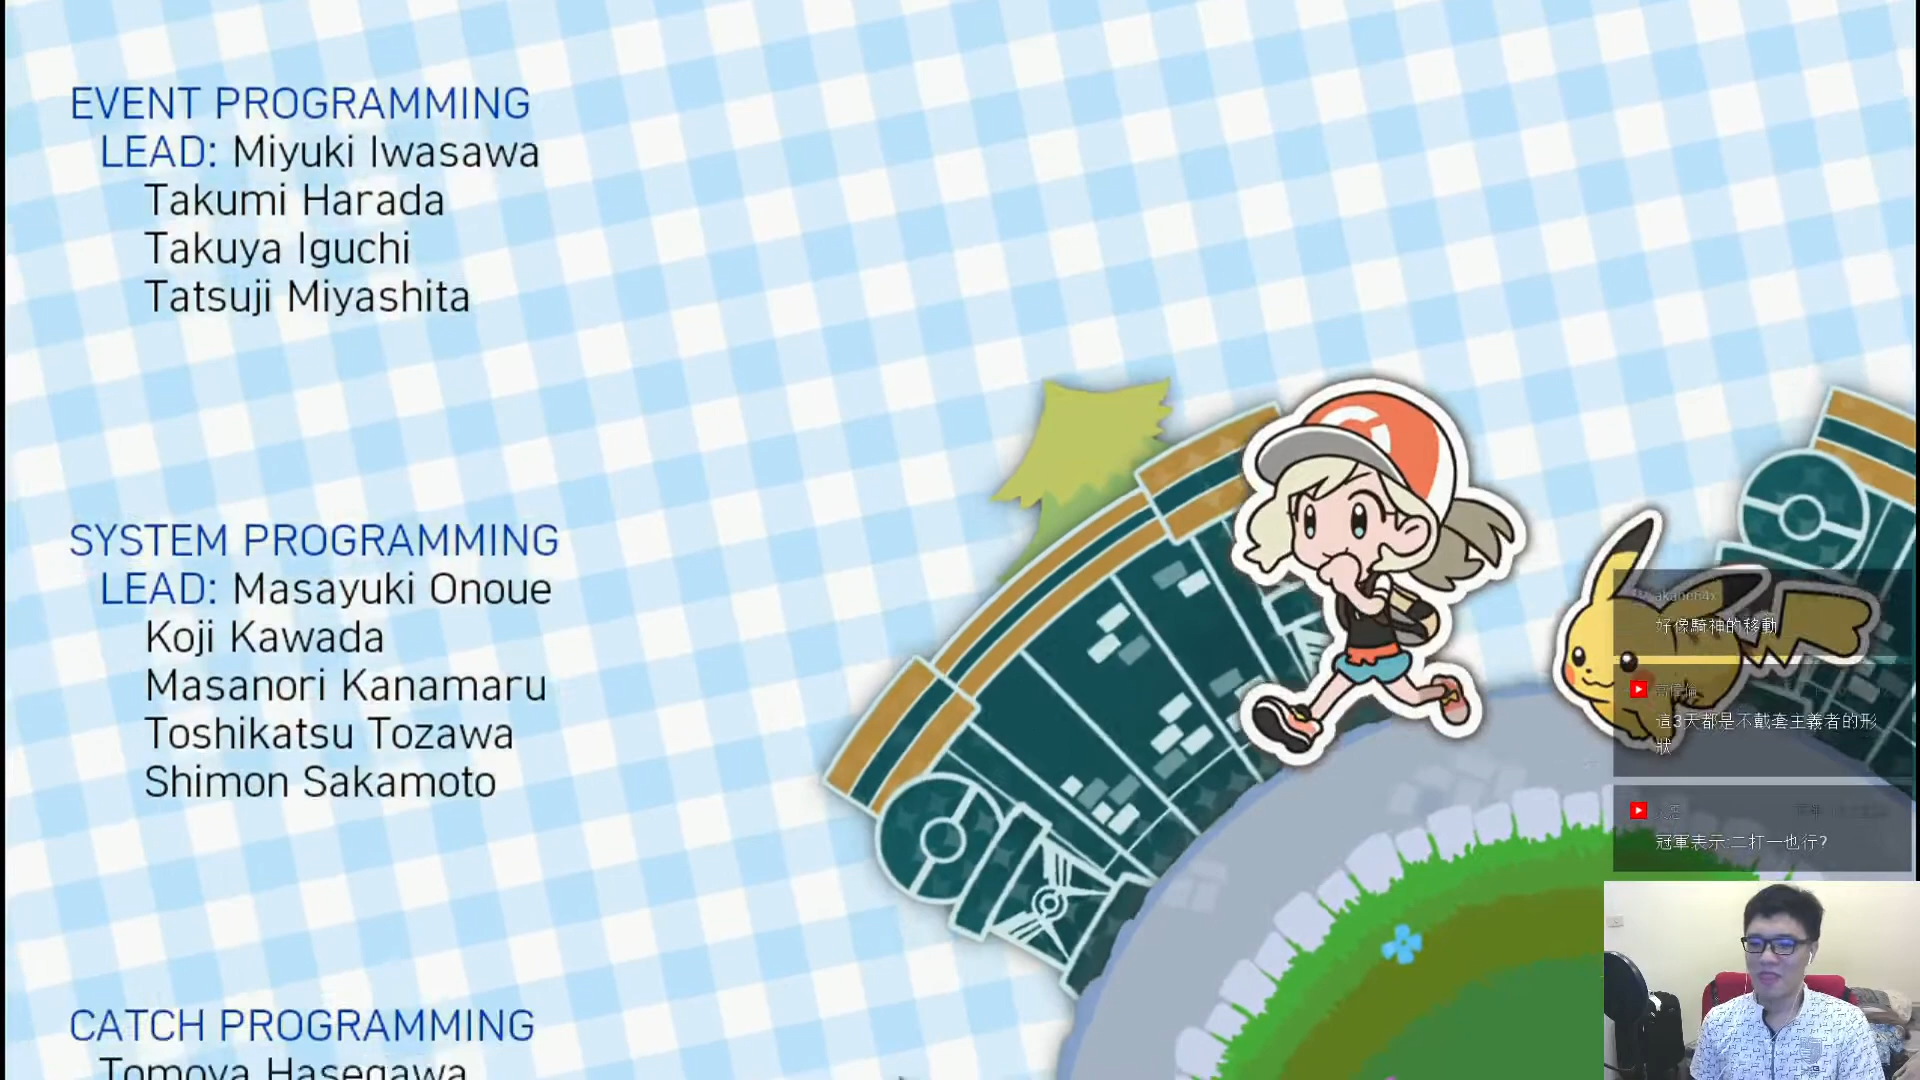 EVENT PROGRAMMING
LEAD: Miyuki Iwasawa
Takumi Harada
Takuya Iguchi
Tatsuji Miyashita
SYSTEM PROGRAMMING
LEAD: Masayuki Onoue
Koji Kawada
Masanori Kanamaru
Toshikatsu Tozawa
Shimon Sakamoto
CATCH PROGRAMMING
Tomoya Hasegawa
好像騎神的移動
這3天都是不戴套主義者的形
狀
冠軍表示:二打一也行?